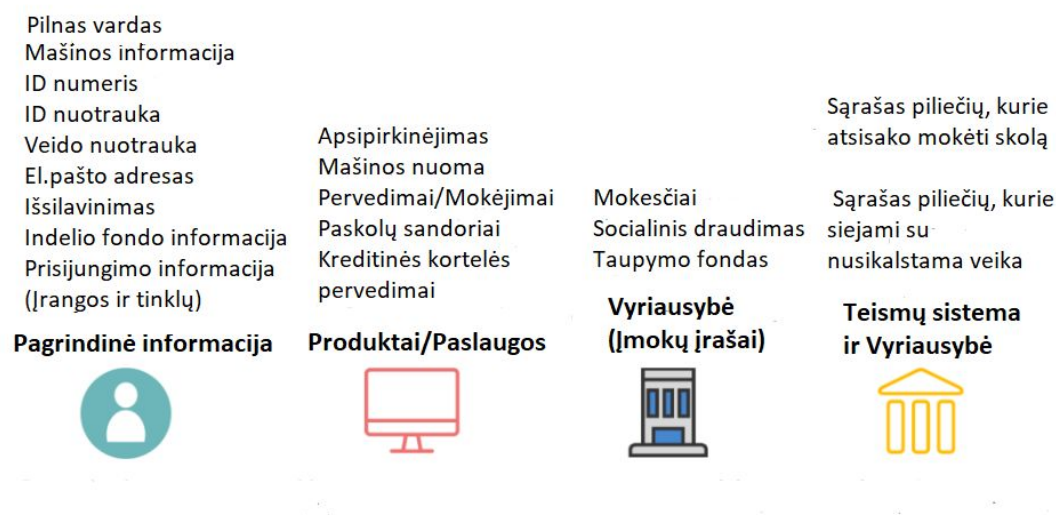 Pilnas vardas
Mašinos informacija
ID numeris
ID nuotrauka
Veido nuotrauka
El.pašto adresas
Išsilavinimas
Indelio fondo informacija
Prisijungimo informacija
(Įrangos ir tinklų)
Pagrindinė informacija
Apsipirkinėjimas
Mašinos nuoma
Pervedimai/Mokėjimai
Paskolų sandoriai
Kreditinės kortelės
pervedimai
Produktai/Paslaugos
Mokesčiai
Socialinis draudimas
Taupymo fondas
Vyriausybė
(Įmokų įrašai)
Sąrašas piliečių, kurie
atsisako mokėti skolą
Sąrašas piliečių, kurie
siejami su
nusikalstama veika
Teismų sistema
ir Vyriausybė